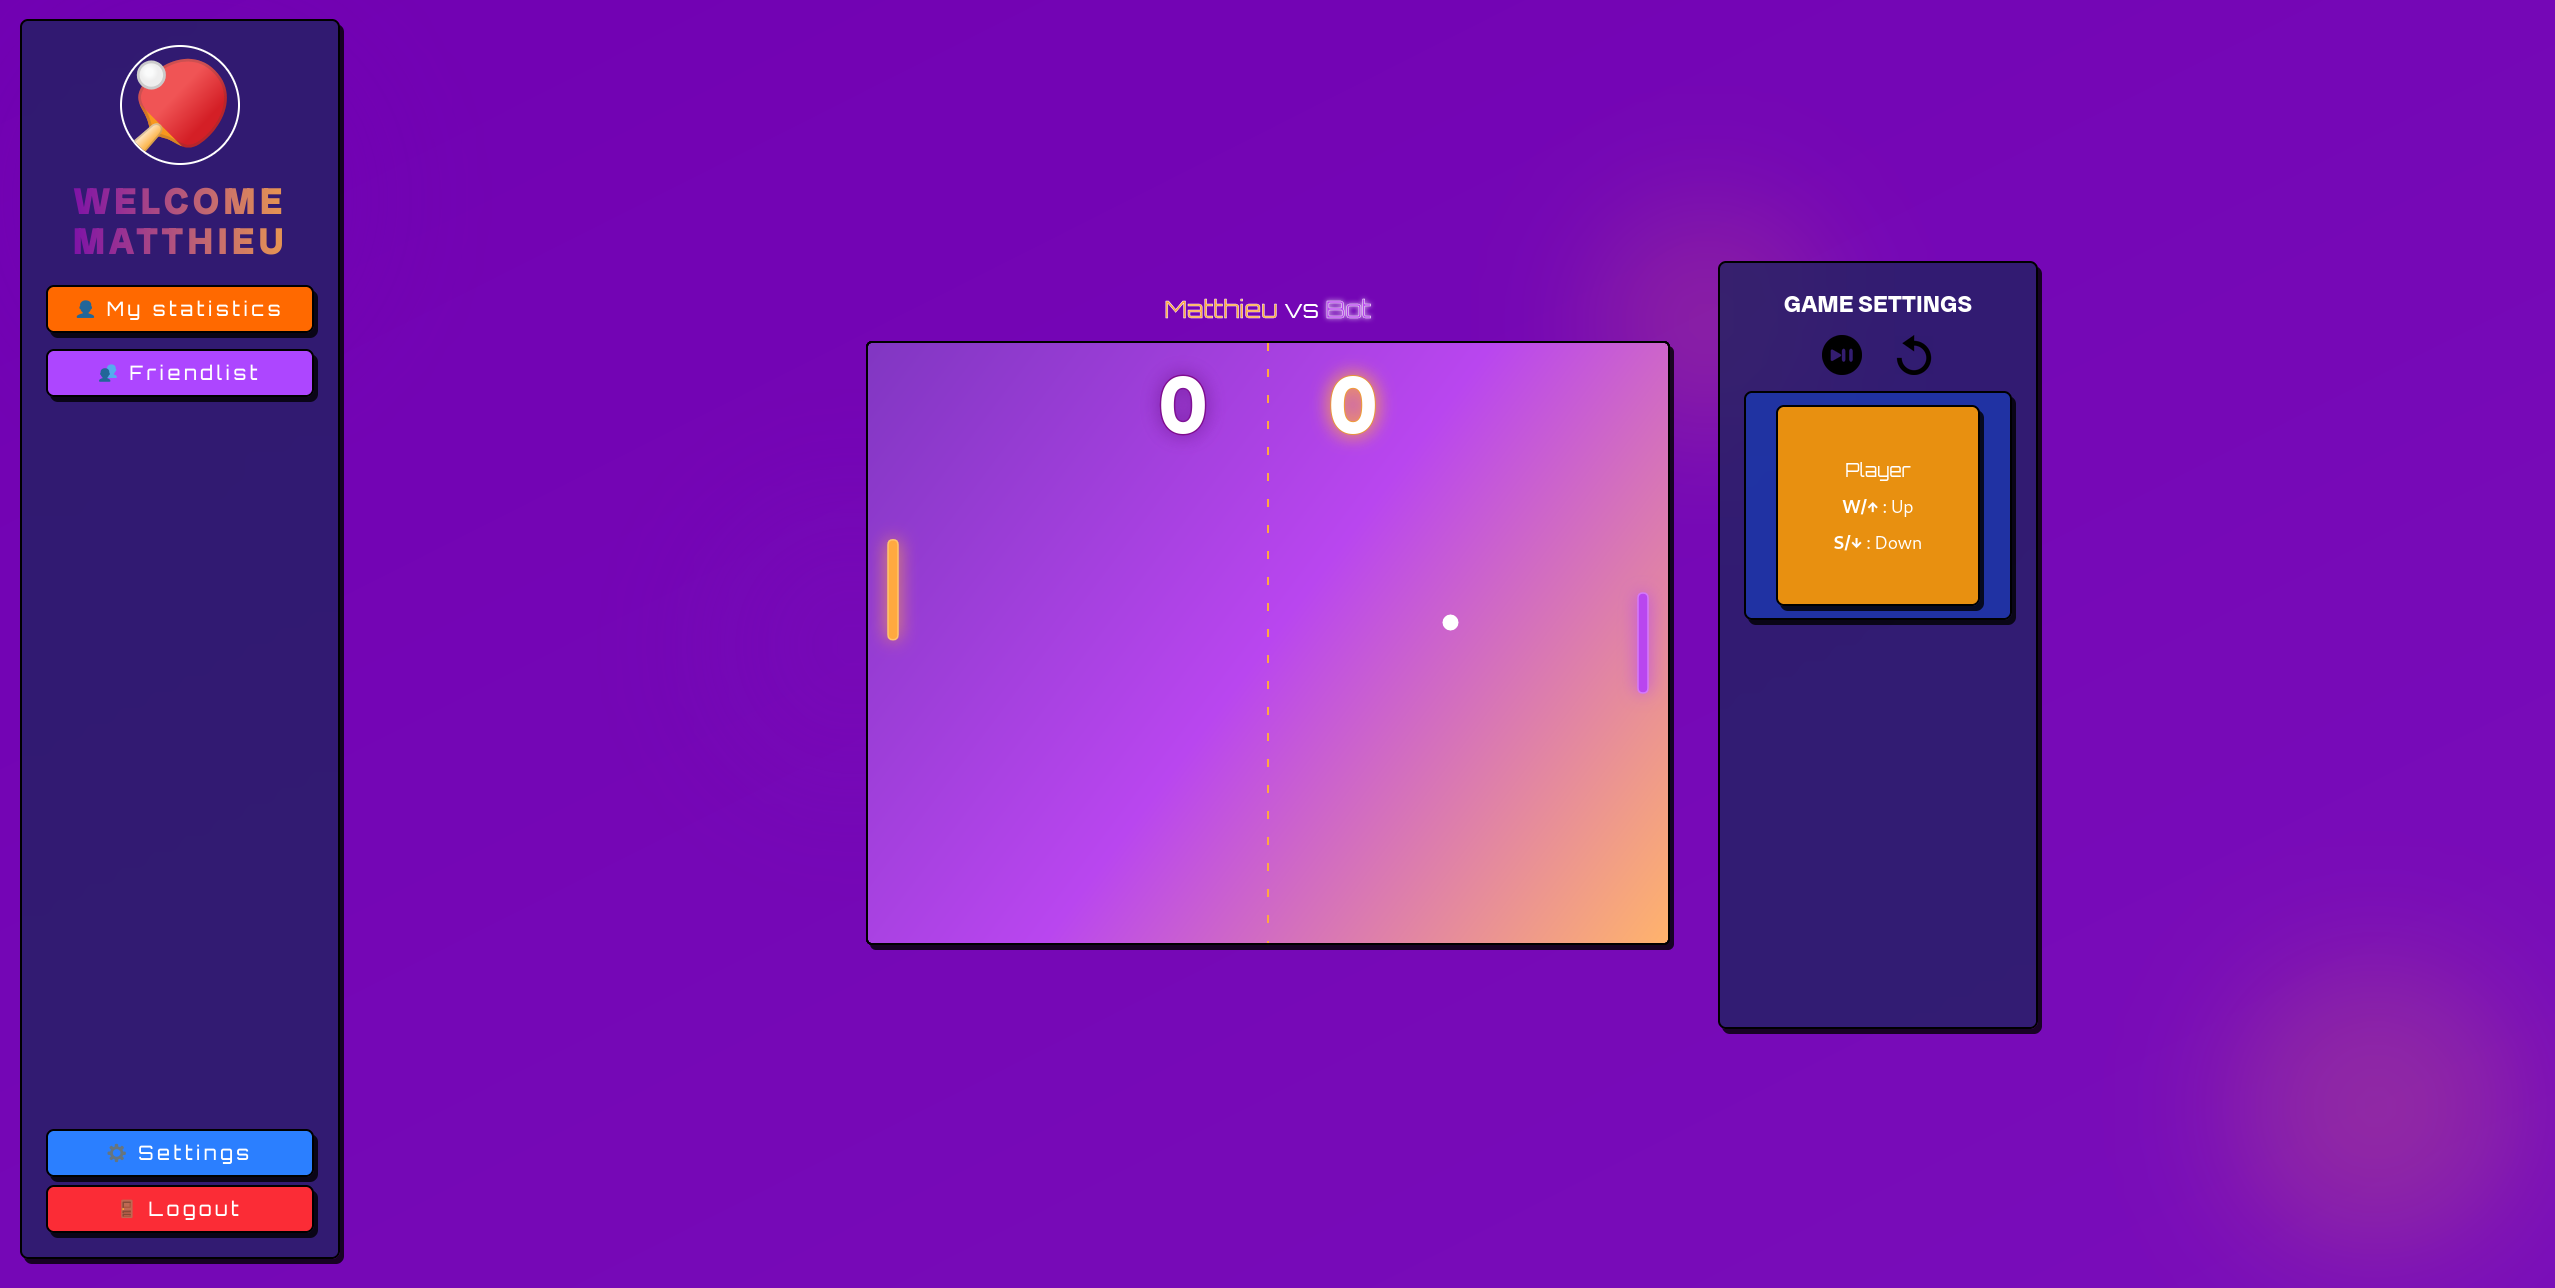 WELCOME
MATTHIEU
👤 My statistics
👥 Friendlist
⚙ Settings
🚪 Logout
Matthieu vs Bot
0 0
GAME SETTINGS
Player
W/↑ : Up
S/↓ : Down